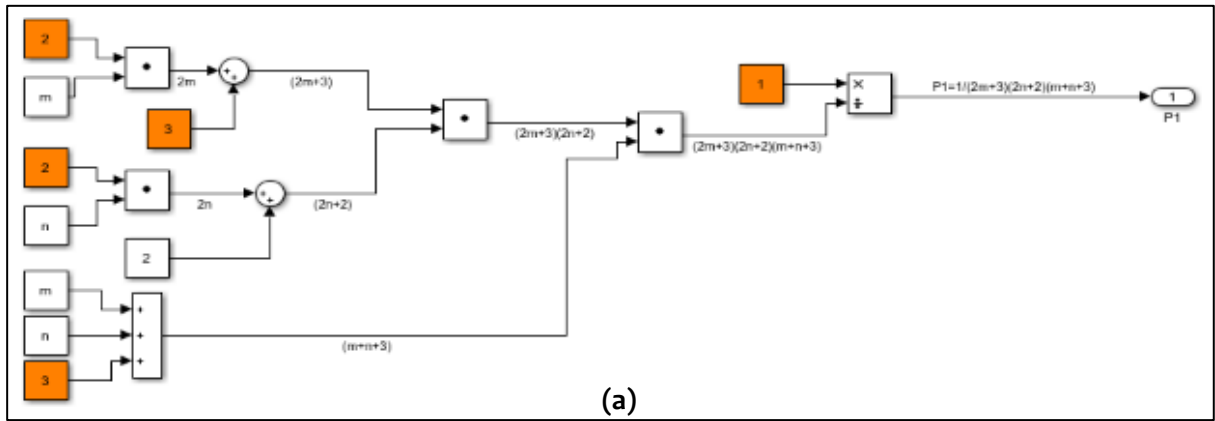 2
m
•
2m
+
+
(2m+3)
3
•
(2m+3)(2n+2)
•
(2m+3)(2n+2)(m+n+3)
1
×
÷
P1=1/(2m+3)(2n+2)(m+n+3)
1
P1
2
n
•
2n
+
+
(2n+2)
2
m
n
3
+
+
+
(m+n+3)
(a)